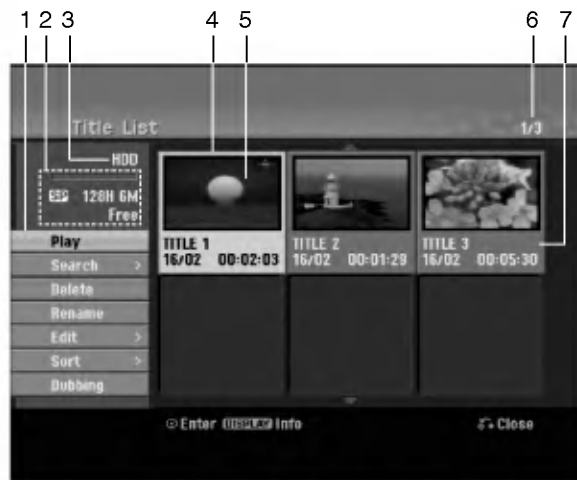 1 2 3 4 5 6 7
Title List
1/3
HDD
SEP 128H 6M
Free
Play
Search >
Delete
Rename
Edit >
Sort >
Dubbing
TITLE 1
16/02 00:02:03
TITLE 2
16/02 00:01:29
TITLE 3
16/02 00:05:30
Enter DISPLAY Info
Close